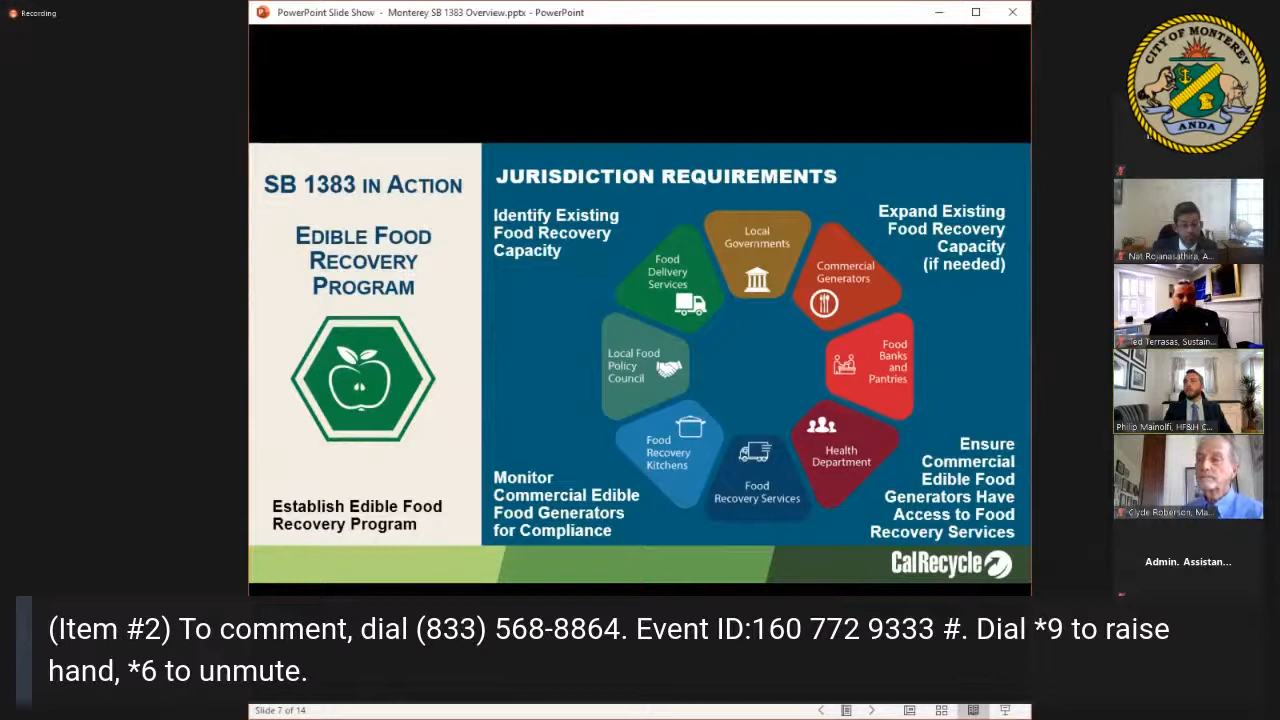 Recording
PowerPoint Slide Show - Monterey SB 1383 Overview.pptx - PowerPoint
CITY OF MONTEREY
ANDA
SB 1383 IN ACTION
EDIBLE FOOD
RECOVERY
PROGRAM
Establish Edible Food
Recovery Program
JURISDICTION REQUIREMENTS
Identify Existing
Food Recovery
Capacity
Expand Existing
Food Recovery
Capacity
(if needed)
Local
Governments
Commercial
Generators
Food
Banks
and
Pantries
Health
Department
Food
Recovery Services
Food
Recovery
Kitchens
Local Food
Policy
Council
Food
Delivery
Services
Monitor
Commercial Edible
Food Generators
for Compliance
Ensure
Commercial
Edible Food
Generators Have
Access to Food
Recovery Services
CalRecycle
Nat Rojanasathira, A...
Ted Terrasas, Sustain...
Philip Mainolfi, HF&H C...
Clyde Roberson, Ma...
Admin. Assistan...
(Item #2) To comment, dial (833) 568-8864. Event ID:160 772 9333 #. Dial *9 to raise
hand, *6 to unmute.
Slide 7 of 14